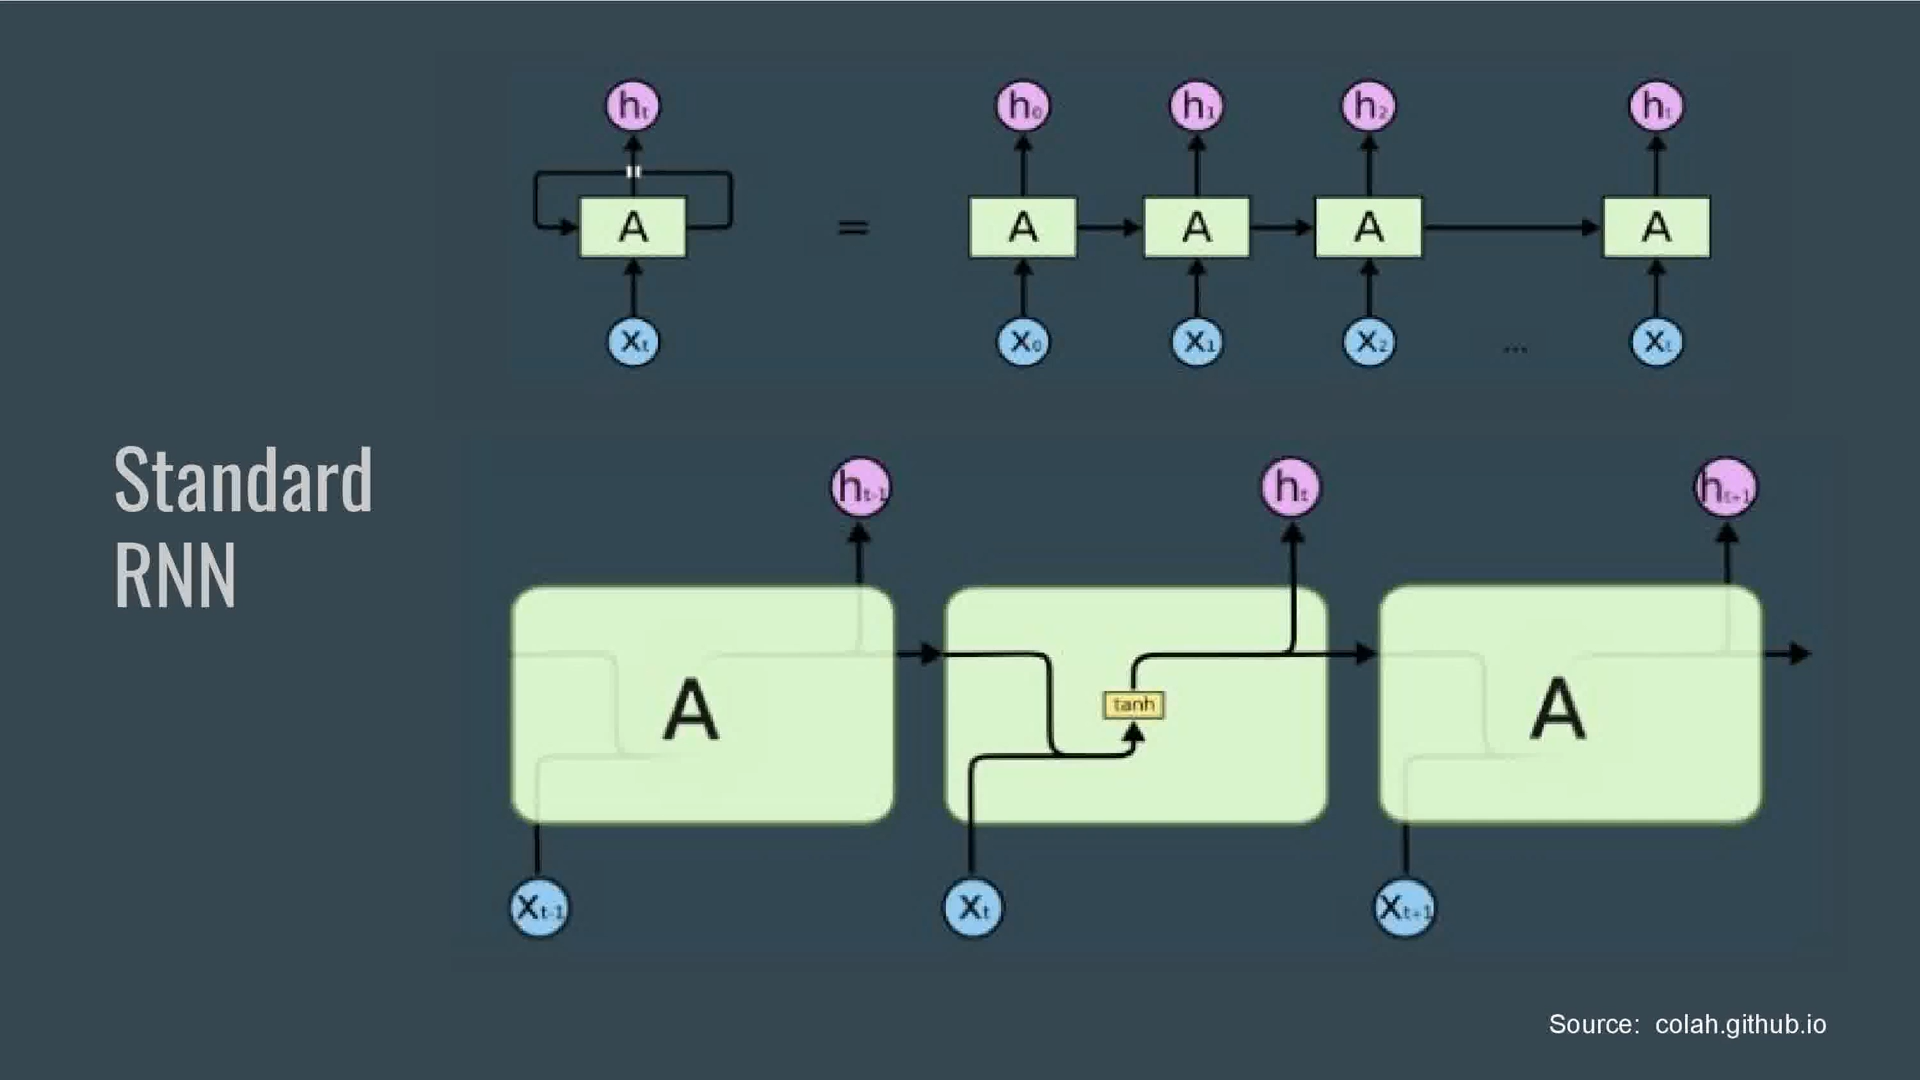 hₜ h₀ h₁ h₂ hₜ
A = A A A A
Xₜ X₀ X₁ X₂ ... Xₜ
Standard
RNN
hₜ₋₁ hₜ hₜ₊₁
A tanh A
Xₜ₋₁ Xₜ Xₜ₊₁
Source: colah.github.io